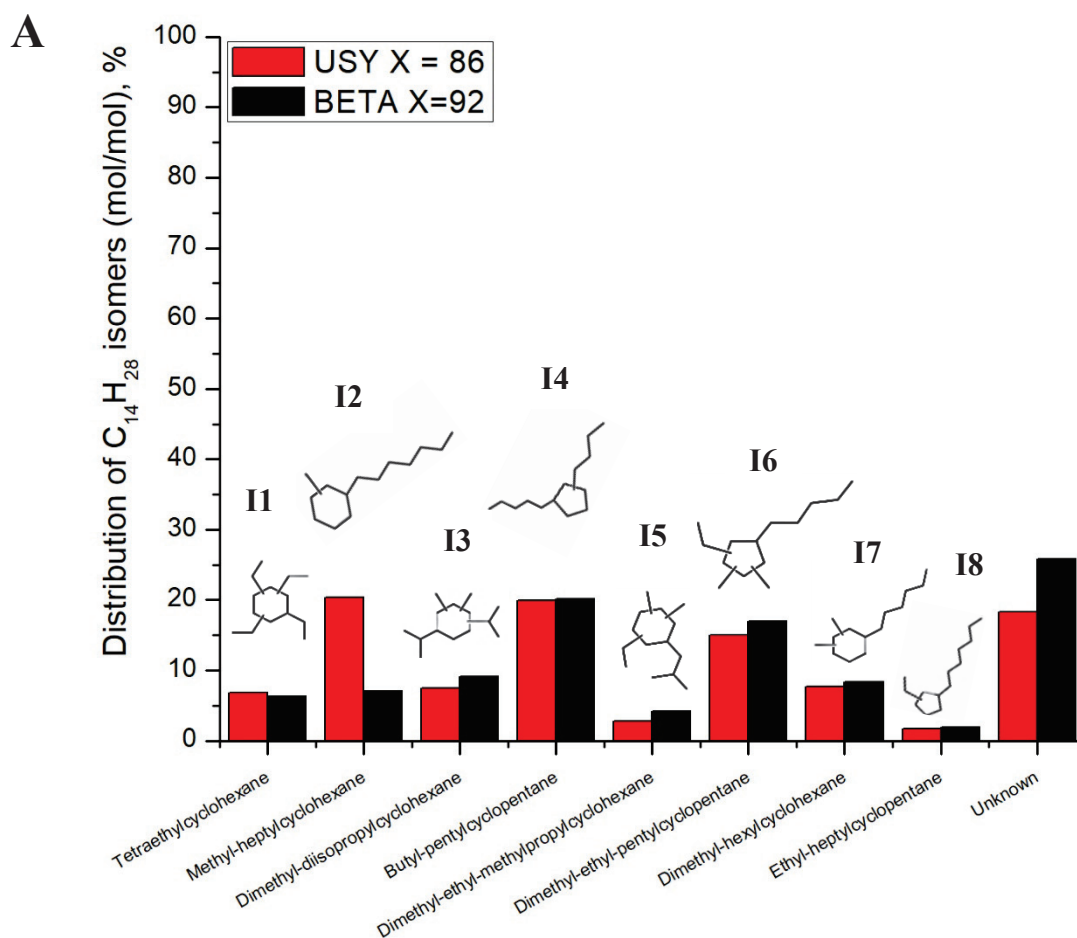 A
Distribution of C₁₄H₂₈ isomers (mol/mol), %
100
90
80
70
60
50
40
30
20
10
0
USY X = 86
BETA X=92
I1
I2
I3
I4
I5
I6
I7
I8
Tetraethylcyclohexane
Methyl-heptylcyclohexane
Dimethyl-diisopropylcyclohexane
Butyl-pentylcyclopentane
Dimethyl-ethyl-methylpropylcyclohexane
Dimethyl-ethyl-pentylcyclopentane
Dimethyl-hexylcyclohexane
Ethyl-heptylcyclopentane
Unknown